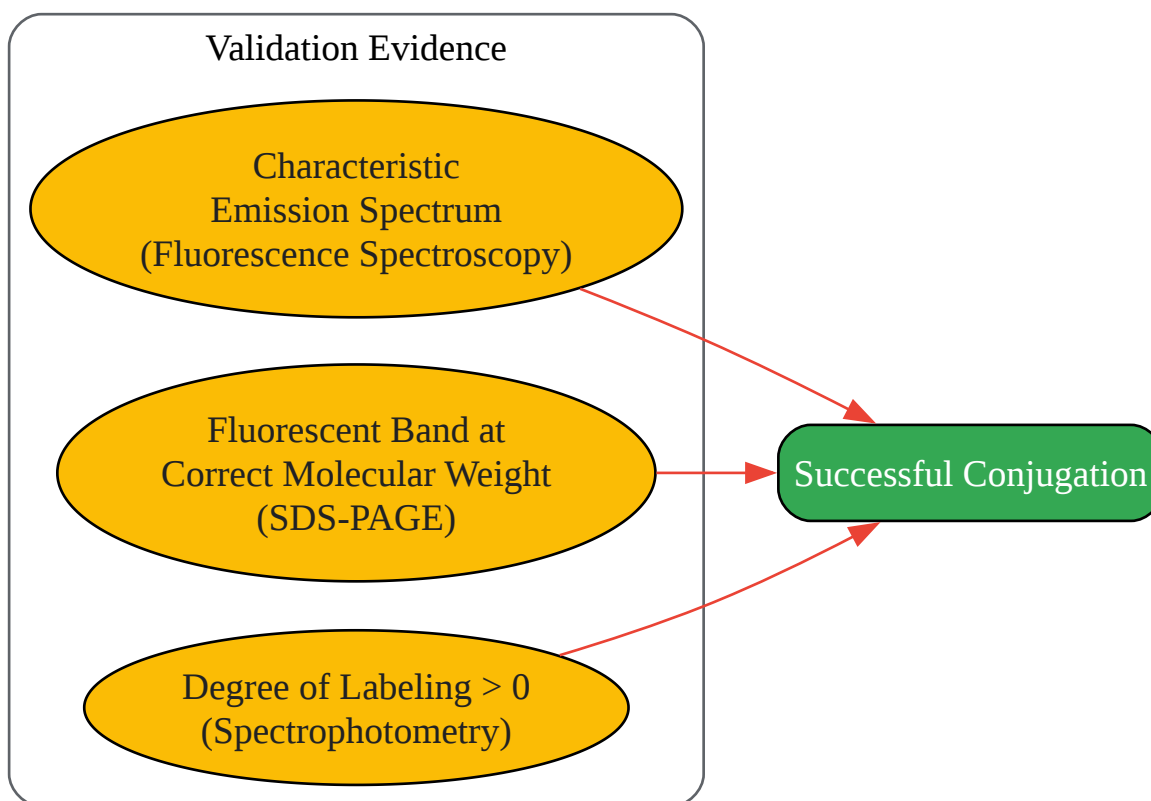 Validation Evidence
Characteristic
Emission Spectrum
(Fluorescence Spectroscopy)
Fluorescent Band at
Correct Molecular Weight
(SDS-PAGE)
Successful Conjugation
Degree of Labeling > 0
(Spectrophotometry)